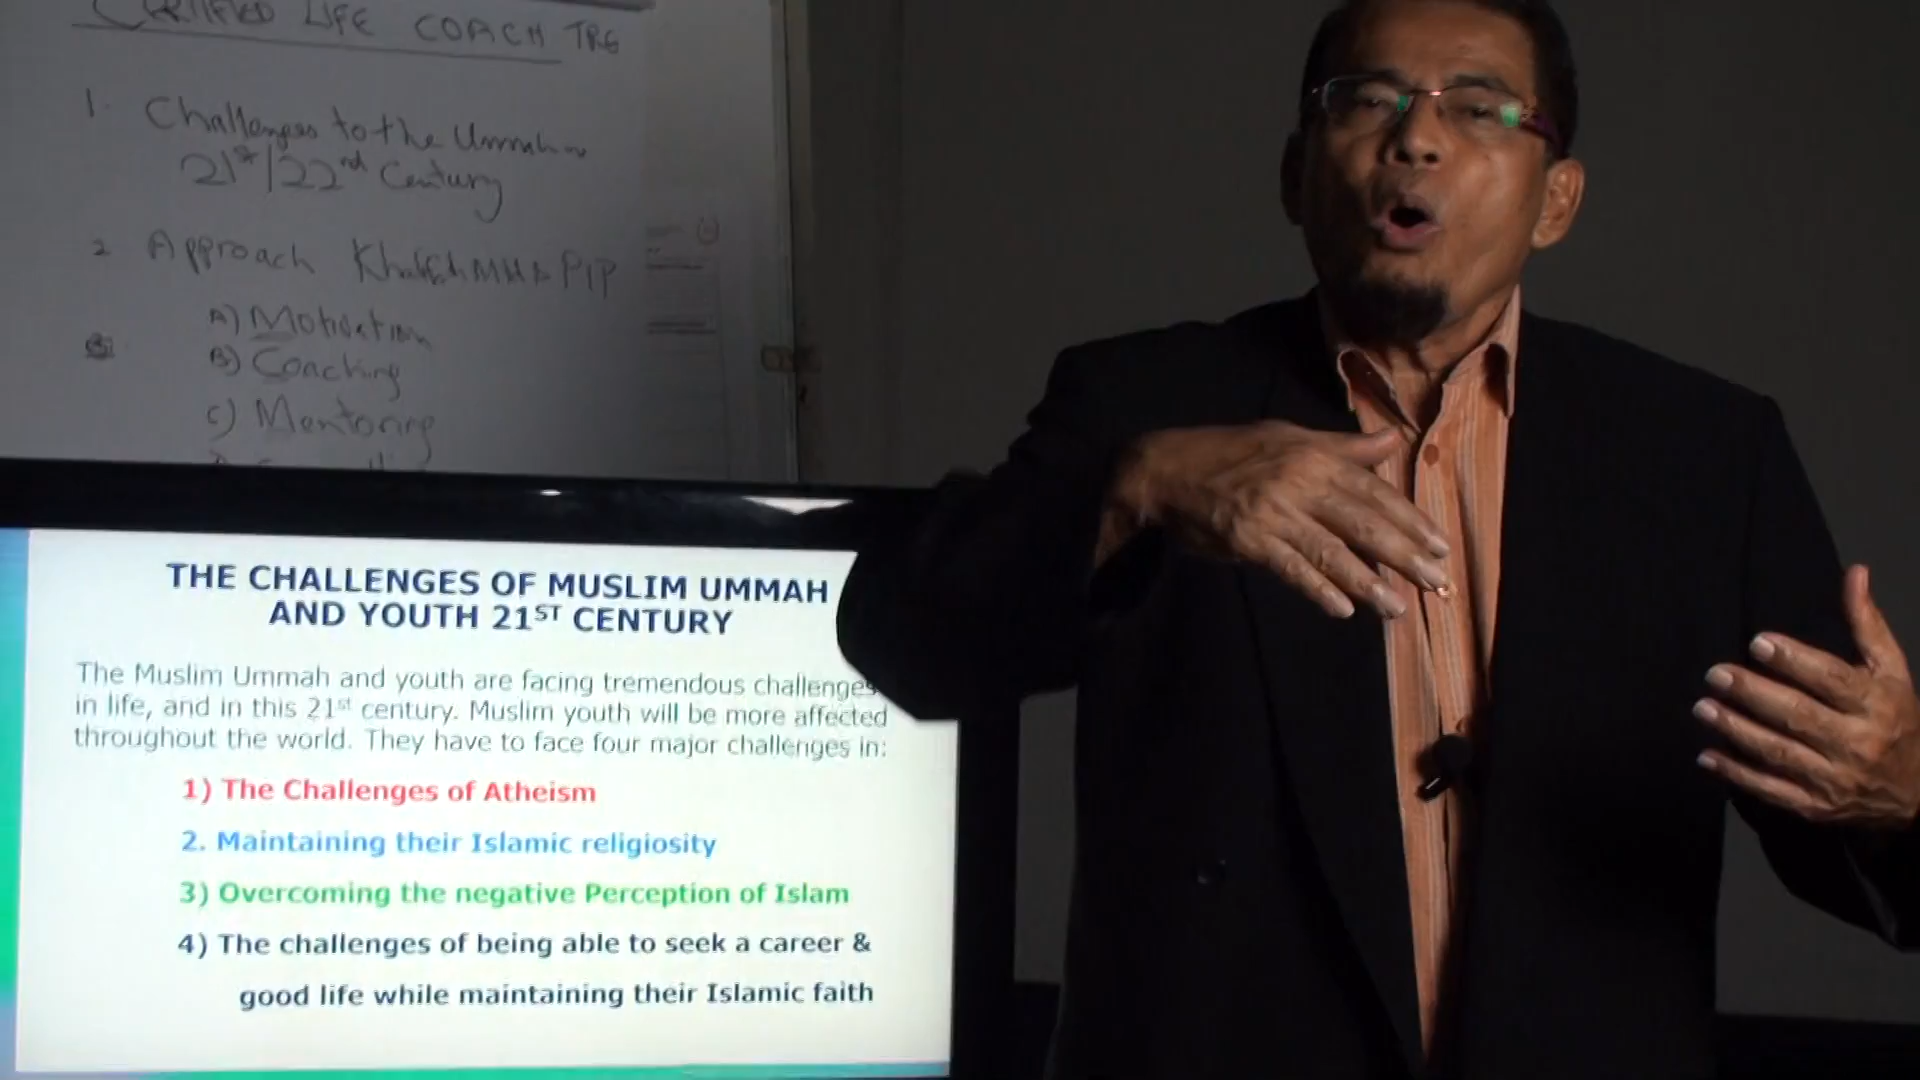 CERTIFIED LIFE COACH TRG
1. Challenges to the Ummah
21st/22nd Century
2 Approach Khalifah
A) Motivation
B) Coaching
C) Mentoring
THE CHALLENGES OF MUSLIM UMMAH
AND YOUTH 21ST CENTURY
The Muslim Ummah and youth are facing tremendous challenges
in life, and in this 21st century. Muslim youth will be more affected
throughout the world. They have to face four major challenges in:
1) The Challenges of Atheism
2. Maintaining their Islamic religiosity
3) Overcoming the negative Perception of Islam
4) The challenges of being able to seek a career &
good life while maintaining their Islamic faith